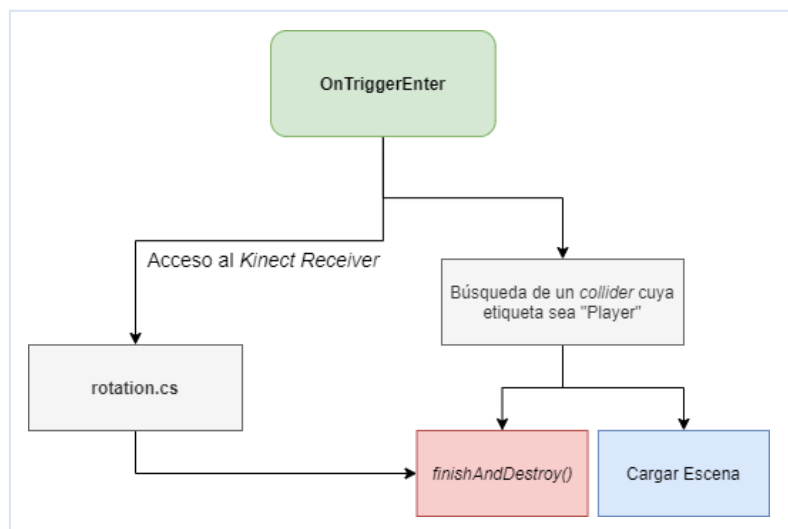 OnTriggerEnter
Acceso al Kinect Receiver
Búsqueda de un collider cuya
etiqueta sea "Player"
rotation.cs
finishAndDestroy()
Cargar Escena